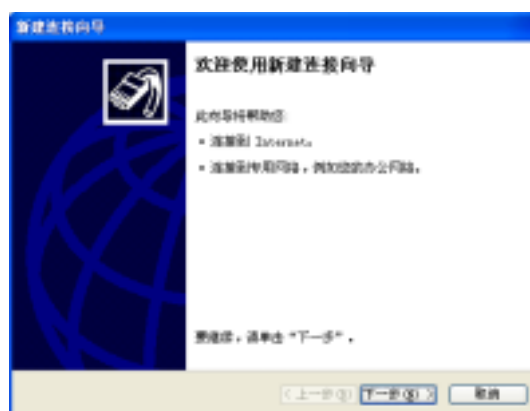 新建连接向导
欢迎使用新建连接向导
此向导将帮助您:
• 连接到 Internet。
• 连接到专用网络，例如您的办公网络。
要继续，请单击“下一步”。
<上一步(B) 下一步(N)> 取消